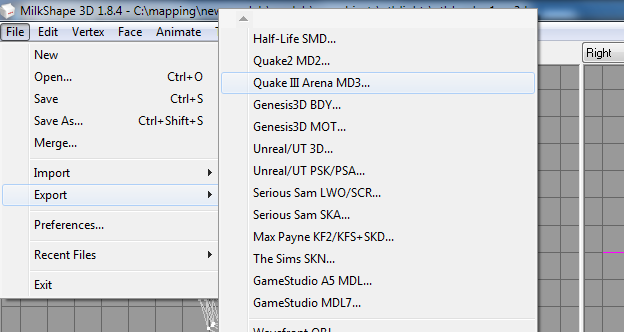 MilkShape 3D 1.8.4 - C:\mapping\new
File Edit Vertex Face Animate
New
Open... Ctrl+O
Save Ctrl+S
Save As... Ctrl+Shift+S
Merge...
Import
Export
Preferences...
Recent Files
Exit
Half-Life SMD...
Quake2 MD2...
Quake III Arena MD3...
Genesis3D BDY...
Genesis3D MOT...
Unreal/UT 3D...
Unreal/UT PSK/PSA...
Serious Sam LWO/SCR...
Serious Sam SKA...
Max Payne KF2/KFS+SKD...
The Sims SKN...
GameStudio A5 MDL...
GameStudio MDL7...
Wavefront OBJ
Right